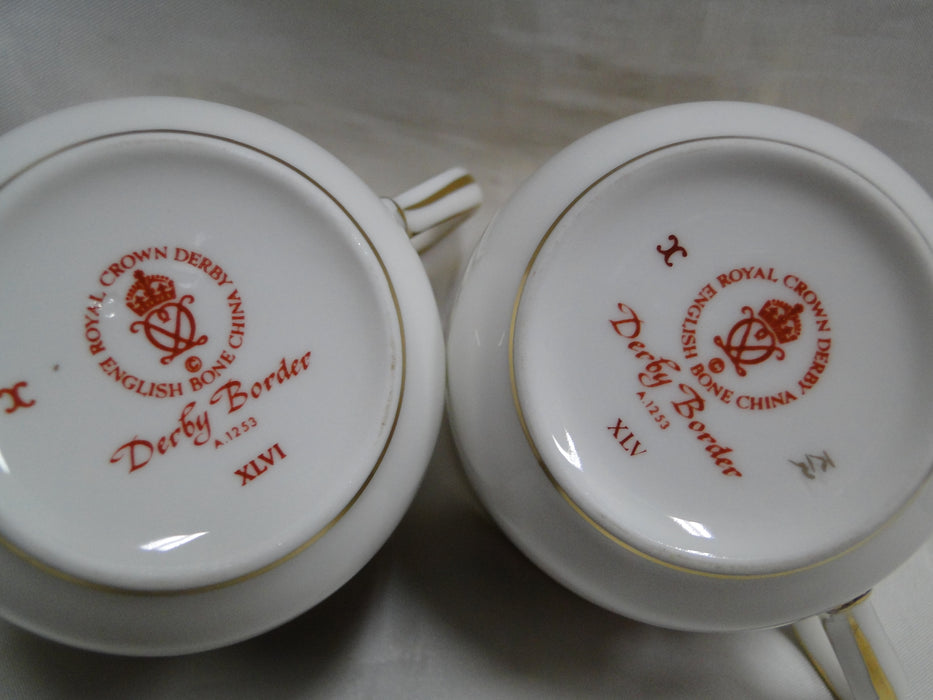 ROYAL CROWN DERBY
ENGLISH BONE CHINA
©
Derby Border
A.1253
XLVI
X
X
ROYAL CROWN DERBY
ENGLISH BONE CHINA
©
Derby Border
A.1253
XLV